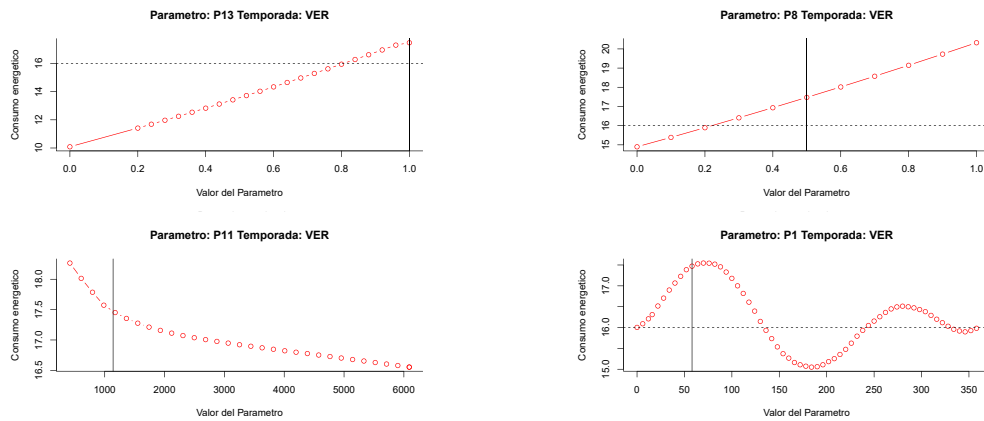 Parametro: P13 Temporada: VER
Consumo energetico
10 12 14 16
0.0 0.2 0.4 0.6 0.8 1.0
Valor del Parametro
Parametro: P8 Temporada: VER
Consumo energetico
15 16 17 18 19 20
0.0 0.2 0.4 0.6 0.8 1.0
Valor del Parametro
Parametro: P11 Temporada: VER
Consumo energetico
16.5 17.0 17.5 18.0
1000 2000 3000 4000 5000 6000
Valor del Parametro
Parametro: P1 Temporada: VER
Consumo energetico
15.0 16.0 17.0
0 50 100 150 200 250 300 350
Valor del Parametro